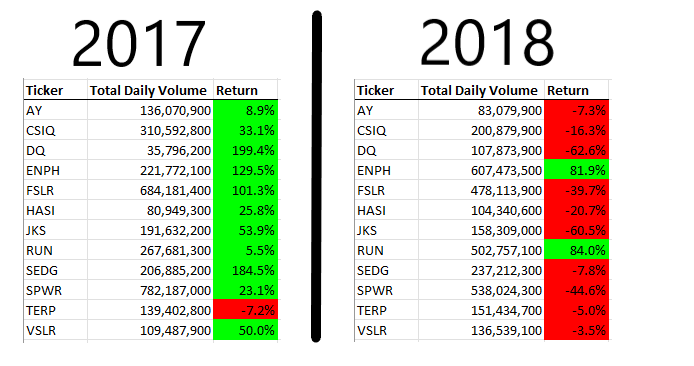 2017
Ticker Total Daily Volume Return
AY 136,070,900 8.9%
CSIQ 310,592,800 33.1%
DQ 35,796,200 199.4%
ENPH 221,772,100 129.5%
FSLR 684,181,400 101.3%
HASI 80,949,300 25.8%
JKS 191,632,200 53.9%
RUN 267,681,300 5.5%
SEDG 206,885,200 184.5%
SPWR 782,187,000 23.1%
TERP 139,402,800 -7.2%
VSLR 109,487,900 50.0%
2018
Ticker Total Daily Volume Return
AY 83,079,900 -7.3%
CSIQ 200,879,900 -16.3%
DQ 107,873,900 -62.6%
ENPH 607,473,500 81.9%
FSLR 478,113,900 -39.7%
HASI 104,340,600 -20.7%
JKS 158,309,000 -60.5%
RUN 502,757,100 84.0%
SEDG 237,212,300 -7.8%
SPWR 538,024,300 -44.6%
TERP 151,434,700 -5.0%
VSLR 136,539,100 -3.5%